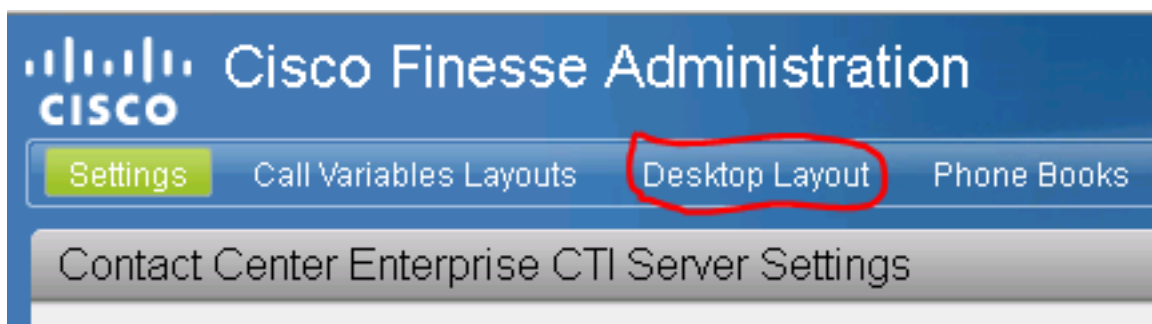 Cisco Finesse Administration
CISCO
Settings Call Variables Layouts Desktop Layout Phone Books
Contact Center Enterprise CTI Server Settings